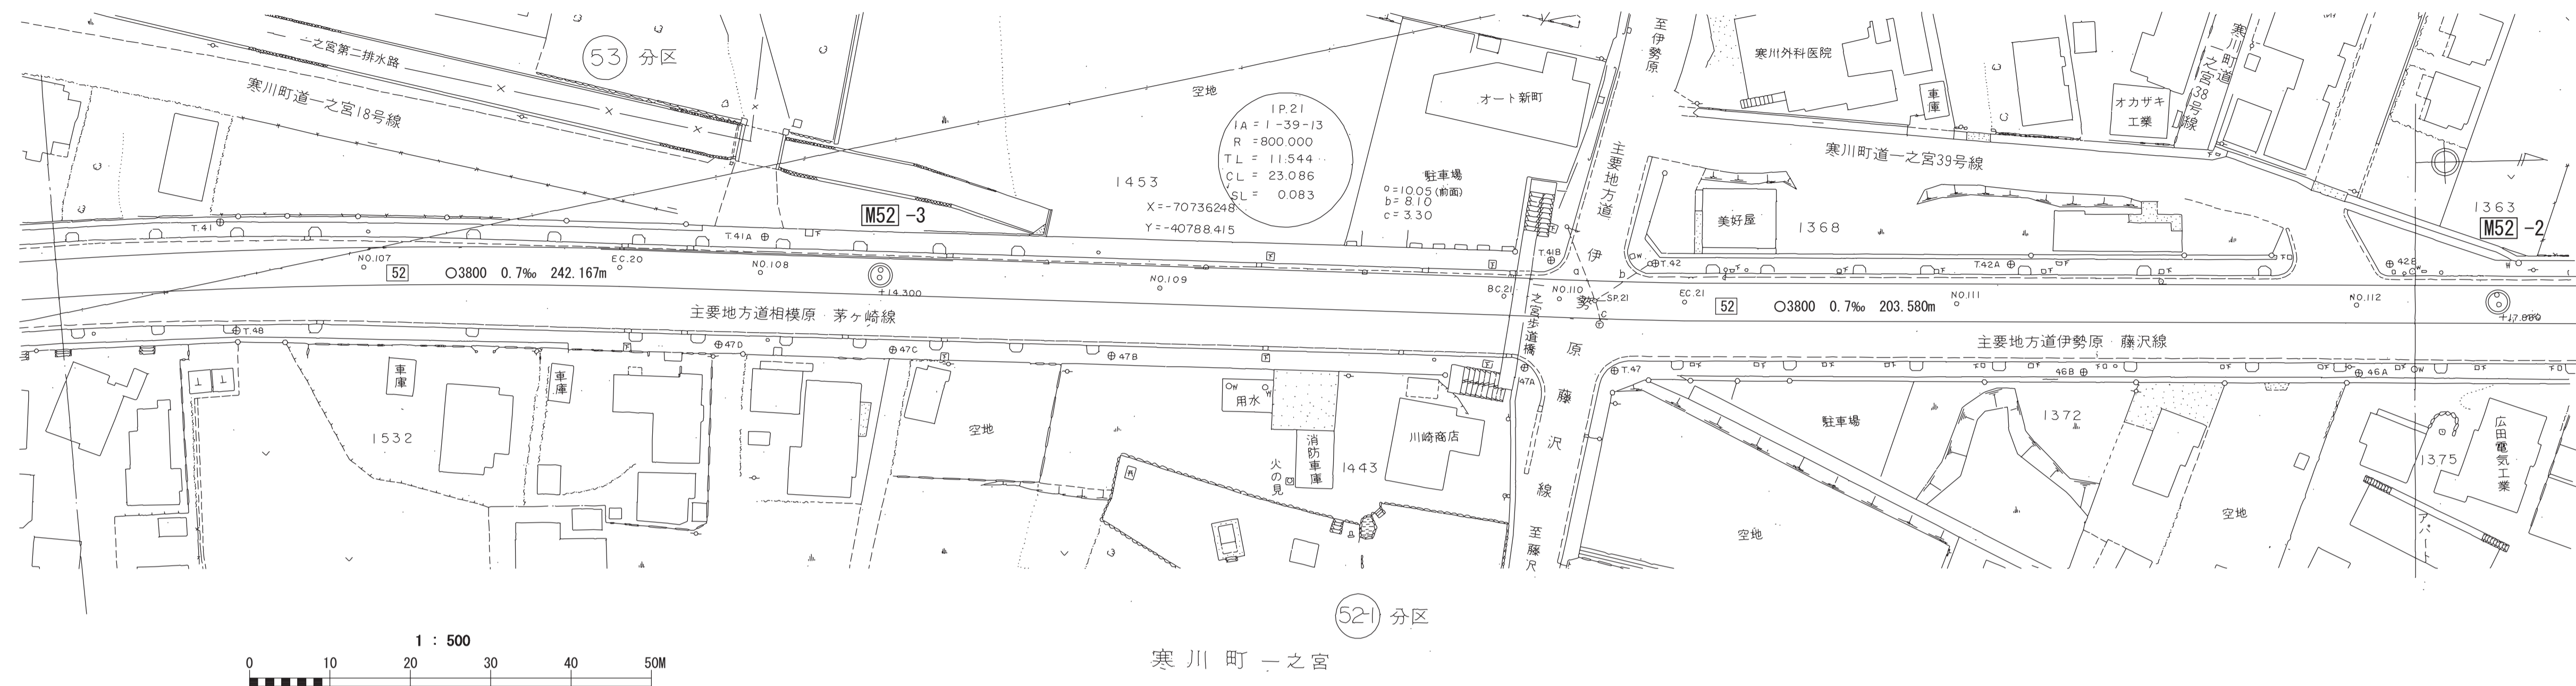 一之宮第二排水路
53 分区
寒川町道一之宮18号線
空地
IP.21
IA = 1-39-13
R =800.000
TL = 11.544
CL = 23.086
SL = 0.083
X=-70736248
Y=-40788.415
1453
M52 -3
オート新町
駐車場
a=10.05(前面)
b= 8.10
c= 3.30
至伊勢原
主要地方道
伊勢原
藤沢線
至藤沢
寒川外科医院
車庫
オカザキ
工業
寒川町道一之宮38号線
寒川町道一之宮39号線
美好屋
1368
1363
M52 -2
T.41
T.41A
T.41B
T.42
T.42A
42B
NO.107
52
○3800 0.7‰ 242.167m
EC.20
NO.108
+14.300
NO.109
BC.21
NO.110
a
b
c
SP.21
EC.21
52
○3800 0.7‰ 203.580m
NO.111
NO.112
主要地方道相模原・茅ヶ崎線
一之宮歩道橋
主要地方道伊勢原・藤沢線
T.48
47D
47C
47B
47A
T.47
46B
46A
車庫
車庫
1532
空地
用水
消防車庫
火の見
1443
川崎商店
駐車場
1372
空地
空地
1375
広田電気工業
アパート
52-1 分区
寒川町一之宮
1 : 500
0 10 20 30 40 50M